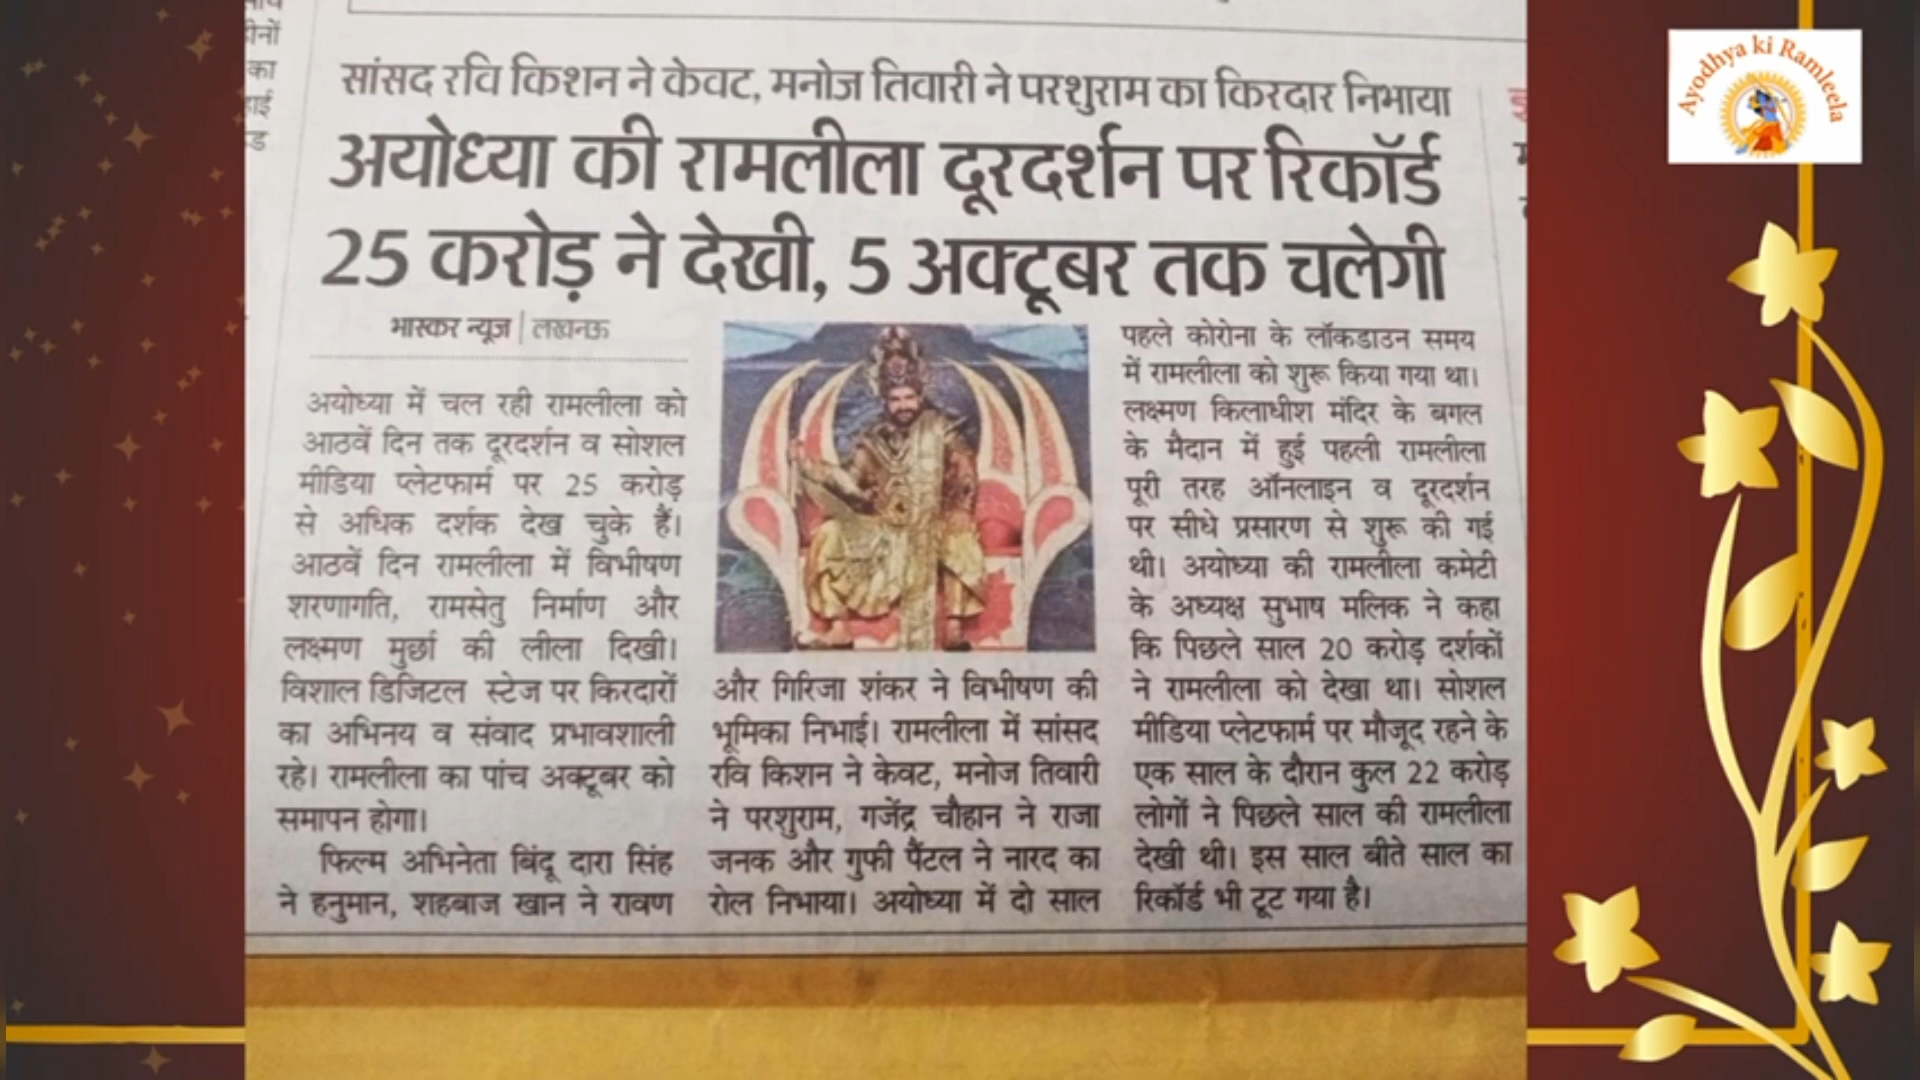 सांसद रवि किशन ने केवट, मनोज तिवारी ने परशुराम का किरदार निभाया
अयोध्या की रामलीला दूरदर्शन पर रिकॉर्ड
25 करोड़ ने देखी, 5 अक्टूबर तक चलेगी
भास्कर न्यूज | लखनऊ
अयोध्या में चल रही रामलीला को
आठवें दिन तक दूरदर्शन व सोशल
मीडिया प्लेटफार्म पर 25 करोड़
से अधिक दर्शक देख चुके हैं।
आठवें दिन रामलीला में विभीषण
शरणागति, रामसेतु निर्माण और
लक्ष्मण मुर्छा की लीला दिखी।
विशाल डिजिटल स्टेज पर किरदारों
का अभिनय व संवाद प्रभावशाली
रहे। रामलीला का पांच अक्टूबर को
समापन होगा।
फिल्म अभिनेता बिंदू दारा सिंह
ने हनुमान, शहबाज खान ने रावण
और गिरिजा शंकर ने विभीषण की
भूमिका निभाई। रामलीला में सांसद
रवि किशन ने केवट, मनोज तिवारी
ने परशुराम, गजेंद्र चौहान ने राजा
जनक और गुफी पैंटल ने नारद का
रोल निभाया। अयोध्या में दो साल
पहले कोरोना के लॉकडाउन समय
में रामलीला को शुरू किया गया था।
लक्ष्मण किलाधीश मंदिर के बगल
के मैदान में हुई पहली रामलीला
पूरी तरह ऑनलाइन व दूरदर्शन
पर सीधे प्रसारण से शुरू की गई
थी। अयोध्या की रामलीला कमेटी
के अध्यक्ष सुभाष मलिक ने कहा
कि पिछले साल 20 करोड़ दर्शकों
ने रामलीला को देखा था। सोशल
मीडिया प्लेटफार्म पर मौजूद रहने के
एक साल के दौरान कुल 22 करोड़
लोगों ने पिछले साल की रामलीला
देखी थी। इस साल बीते साल का
रिकॉर्ड भी टूट गया है।
Ayodhya ki Ramleela